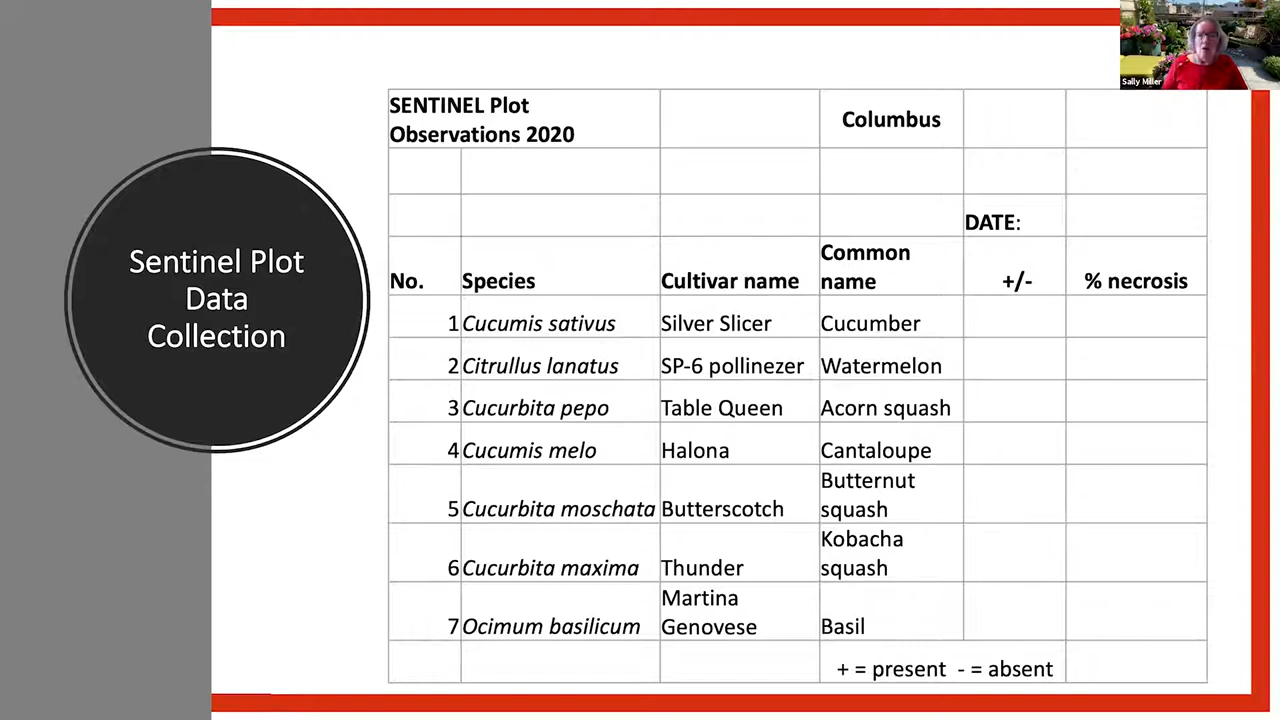 Sally Miller
Sentinel Plot
Data
Collection
SENTINEL Plot
Observations 2020
Columbus
DATE:
No. Species Cultivar name Common name +/- % necrosis
1 Cucumis sativus Silver Slicer Cucumber
2 Citrullus lanatus SP-6 pollinezer Watermelon
3 Cucurbita pepo Table Queen Acorn squash
4 Cucumis melo Halona Cantaloupe
5 Cucurbita moschata Butterscotch Butternut squash
6 Cucurbita maxima Thunder Kobacha squash
7 Ocimum basilicum Martina Genovese Basil
+ = present - = absent